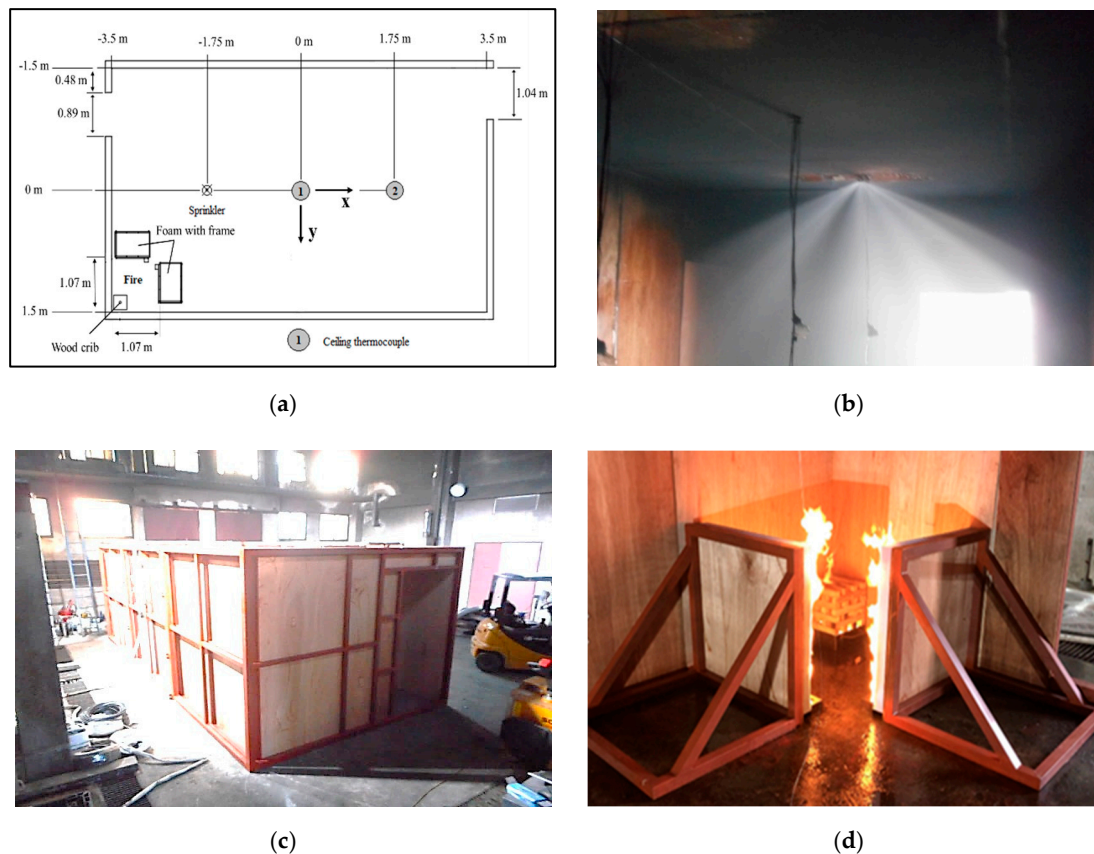 -3.5 m
-1.75 m
0 m
1.75 m
3.5 m
-1.5 m
0.48 m
0.89 m
1.04 m
0 m
1
2
x
Sprinkler
y
Foam with frame
1.07 m
Fire
1.5 m
Wood crib
1.07 m
1
Ceiling thermocouple
(a)
(b)
(c)
(d)